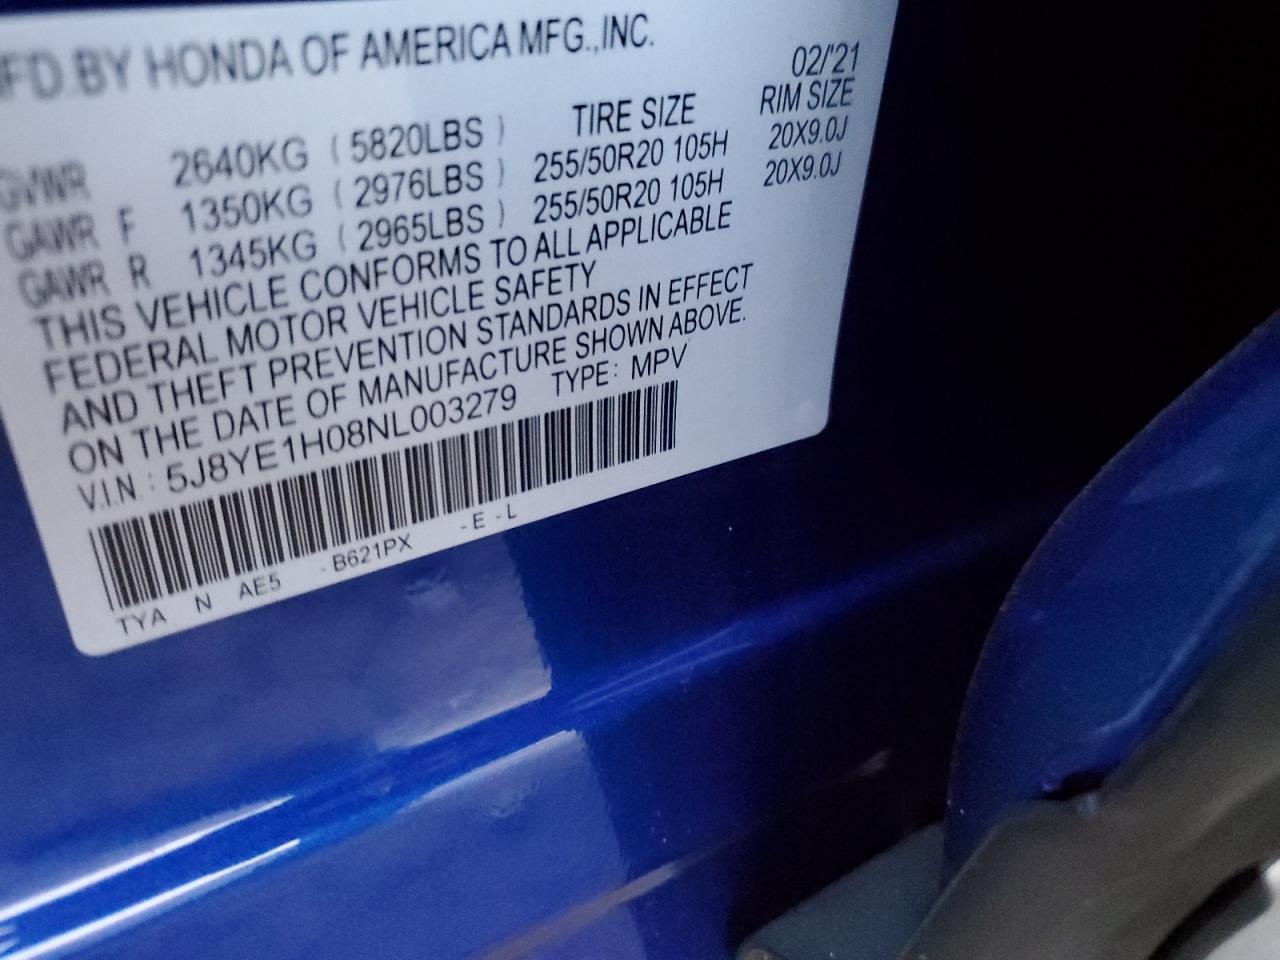 MFD. BY HONDA OF AMERICA MFG.,INC. 02/'21
TIRE SIZE RIM SIZE
GVWR 2640KG ( 5820LBS )
GAWR F 1350KG ( 2976LBS ) 255/50R20 105H 20X9.0J
GAWR R 1345KG ( 2965LBS ) 255/50R20 105H 20X9.0J
THIS VEHICLE CONFORMS TO ALL APPLICABLE
FEDERAL MOTOR VEHICLE SAFETY
AND THEFT PREVENTION STANDARDS IN EFFECT
ON THE DATE OF MANUFACTURE SHOWN ABOVE.
V.I.N. : 5J8YE1H08NL003279 TYPE : MPV
TYA N AE5 - B621PX - E - L